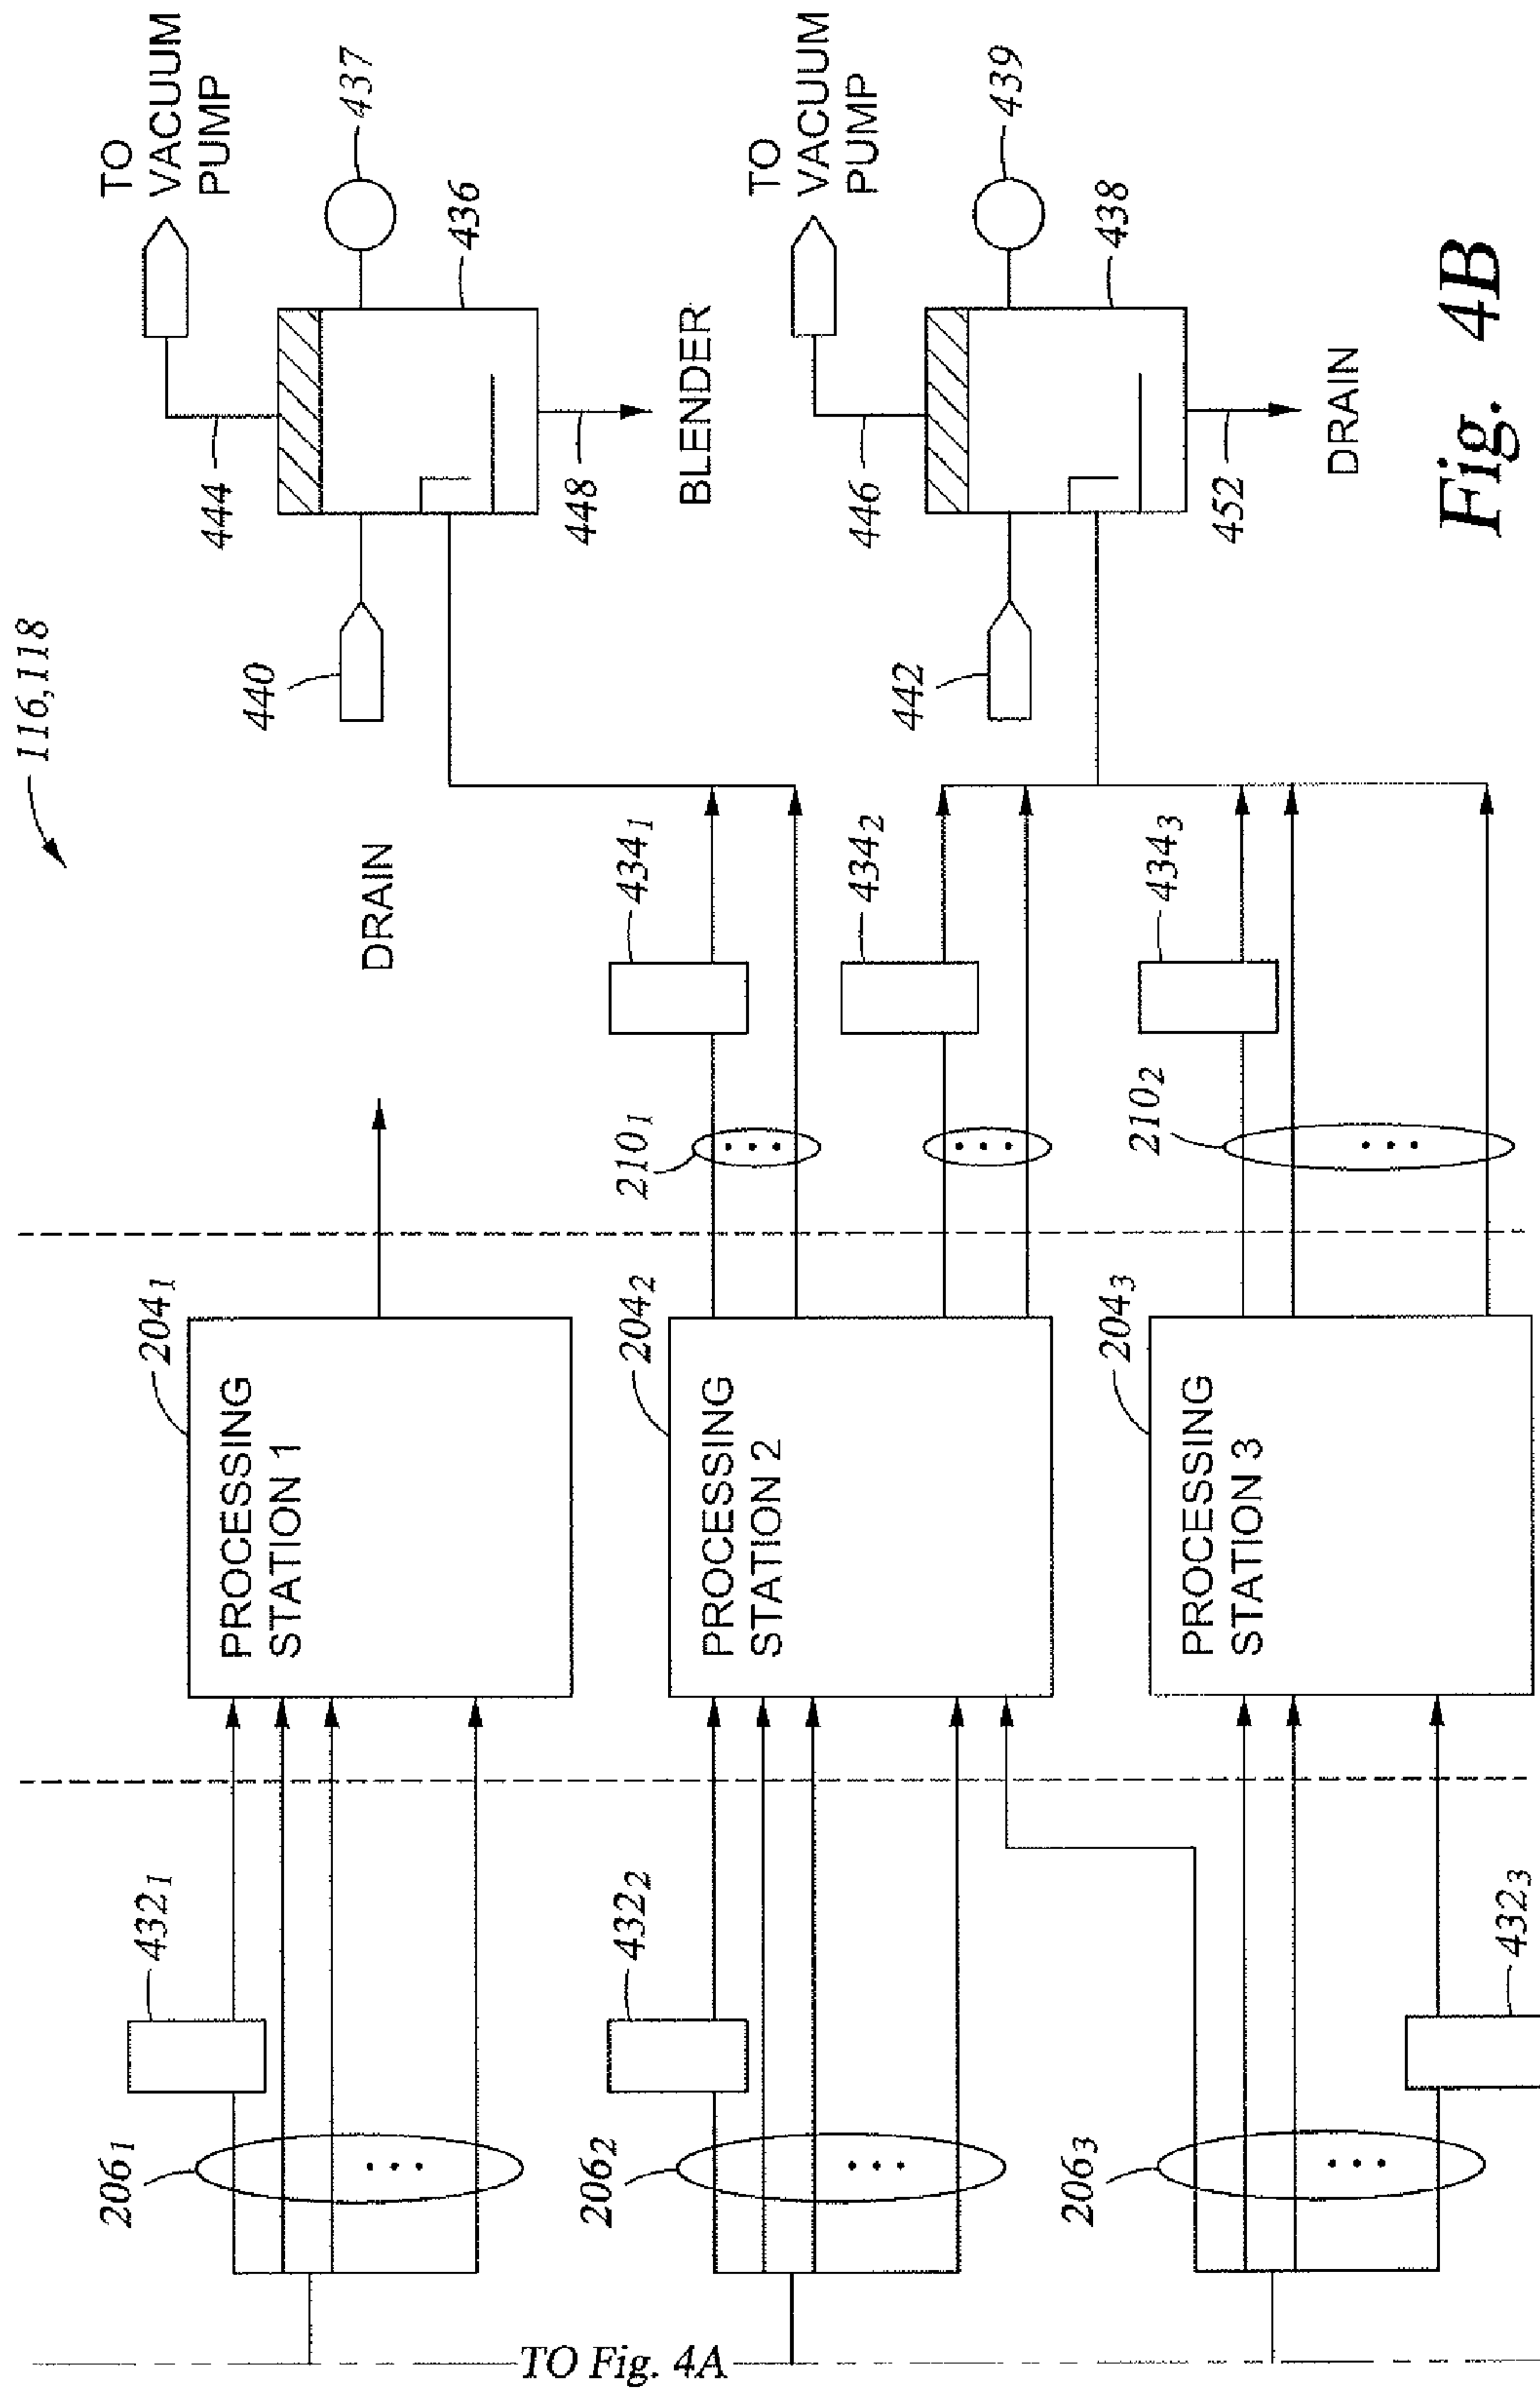 116,118
TO
VACUUM
PUMP
444
437
440
436
448
BLENDER
TO
VACUUM
PUMP
446
439
442
438
452
DRAIN
DRAIN
434₁
434₂
434₃
210₁
210₂
204₁
PROCESSING
STATION 1
204₂
PROCESSING
STATION 2
204₃
PROCESSING
STATION 3
432₁
432₂
432₃
206₁
206₂
206₃
TO Fig. 4A
Fig. 4B